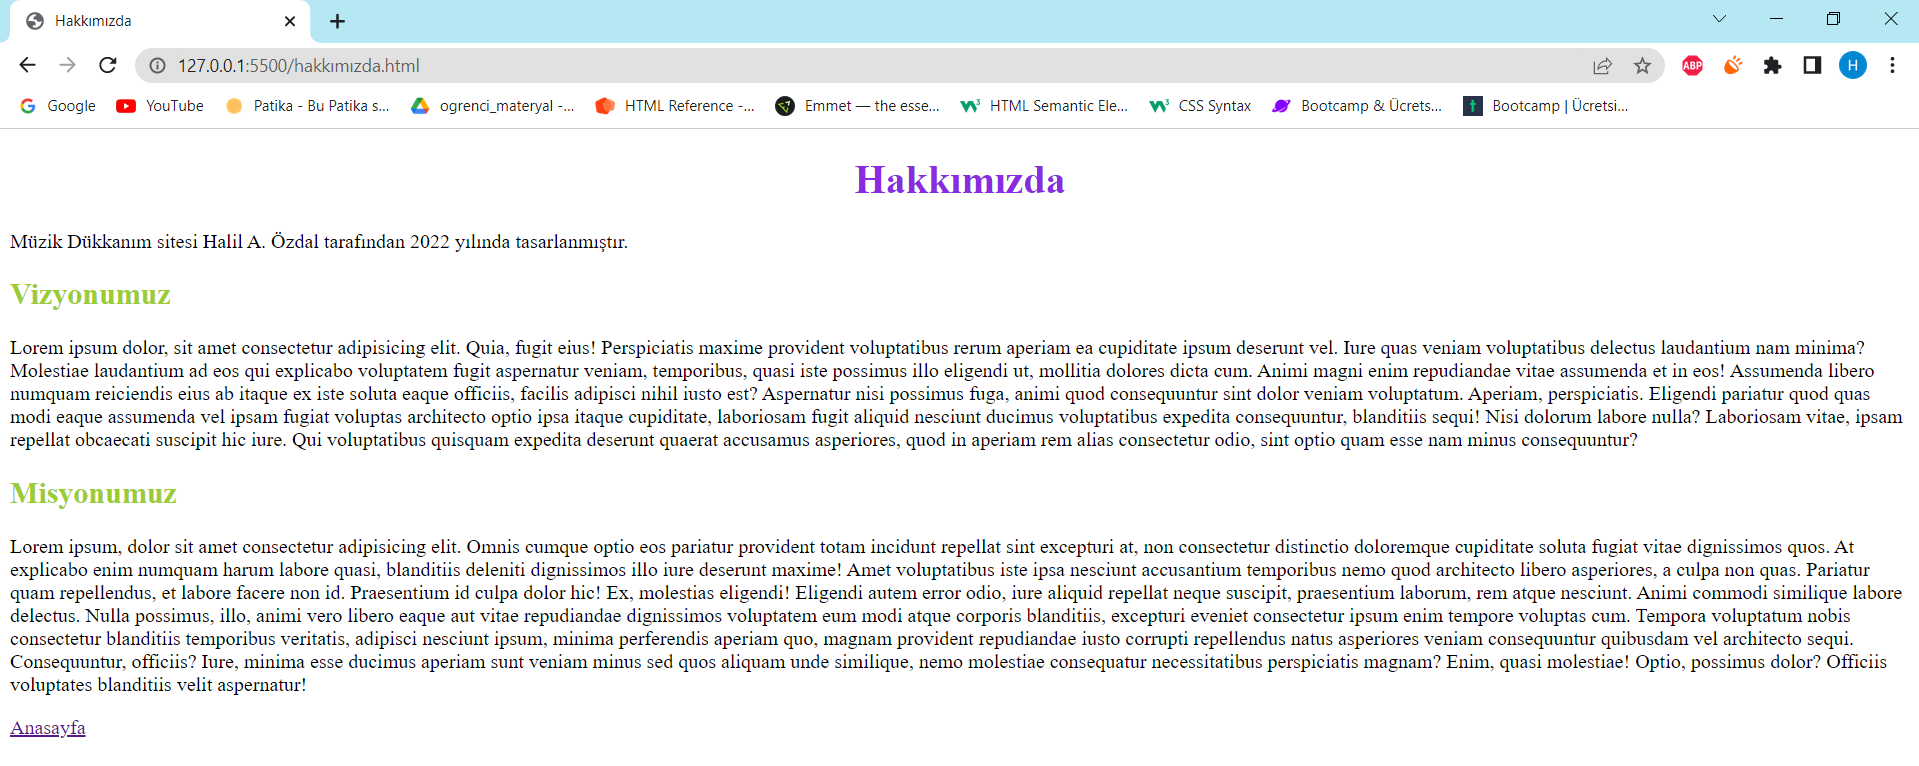 Hakkımızda
127.0.0.1:5500/hakkımızda.html
ABP
H
Google YouTube Patika - Bu Patika s... ogrenci_materyal -... HTML Reference -... Emmet — the esse... HTML Semantic Ele... CSS Syntax Bootcamp & Ücrets... Bootcamp | Ücretsi...
Hakkımızda
Müzik Dükkanım sitesi Halil A. Özdal tarafından 2022 yılında tasarlanmıştır.
Vizyonumuz
Lorem ipsum dolor, sit amet consectetur adipisicing elit. Quia, fugit eius! Perspiciatis maxime provident voluptatibus rerum aperiam ea cupiditate ipsum deserunt vel. Iure quas veniam voluptatibus delectus laudantium nam minima?
Molestiae laudantium ad eos qui explicabo voluptatem fugit aspernatur veniam, temporibus, quasi iste possimus illo eligendi ut, mollitia dolores dicta cum. Animi magni enim repudiandae vitae assumenda et in eos! Assumenda libero
numquam reiciendis eius ab itaque ex iste soluta eaque officiis, facilis adipisci nihil iusto est? Aspernatur nisi possimus fuga, animi quod consequuntur sint dolor veniam voluptatum. Aperiam, perspiciatis. Eligendi pariatur quod quas
modi eaque assumenda vel ipsam fugiat voluptas architecto optio ipsa itaque cupiditate, laboriosam fugit aliquid nesciunt ducimus voluptatibus expedita consequuntur, blanditiis sequi! Nisi dolorum labore nulla? Laboriosam vitae, ipsam
repellat obcaecati suscipit hic iure. Qui voluptatibus quisquam expedita deserunt quaerat accusamus asperiores, quod in aperiam rem alias consectetur odio, sint optio quam esse nam minus consequuntur?
Misyonumuz
Lorem ipsum, dolor sit amet consectetur adipisicing elit. Omnis cumque optio eos pariatur provident totam incidunt repellat sint excepturi at, non consectetur distinctio doloremque cupiditate soluta fugiat vitae dignissimos quos. At
explicabo enim numquam harum labore quasi, blanditiis deleniti dignissimos illo iure deserunt maxime! Amet voluptatibus iste ipsa nesciunt accusantium temporibus nemo quod architecto libero asperiores, a culpa non quas. Pariatur
quam repellendus, et labore facere non id. Praesentium id culpa dolor hic! Ex, molestias eligendi! Eligendi autem error odio, iure aliquid repellat neque suscipit, praesentium laborum, rem atque nesciunt. Animi commodi similique labore
delectus. Nulla possimus, illo, animi vero libero eaque aut vitae repudiandae dignissimos voluptatem eum modi atque corporis blanditiis, excepturi eveniet consectetur ipsum enim tempore voluptas cum. Tempora voluptatum nobis
consectetur blanditiis temporibus veritatis, adipisci nesciunt ipsum, minima perferendis aperiam quo, magnam provident repudiandae iusto corrupti repellendus natus asperiores veniam consequuntur quibusdam vel architecto sequi.
Consequuntur, officiis? Iure, minima esse ducimus aperiam sunt veniam minus sed quos aliquam unde similique, nemo molestiae consequatur necessitatibus perspiciatis magnam? Enim, quasi molestiae! Optio, possimus dolor? Officiis
voluptates blanditiis velit aspernatur!
Anasayfa